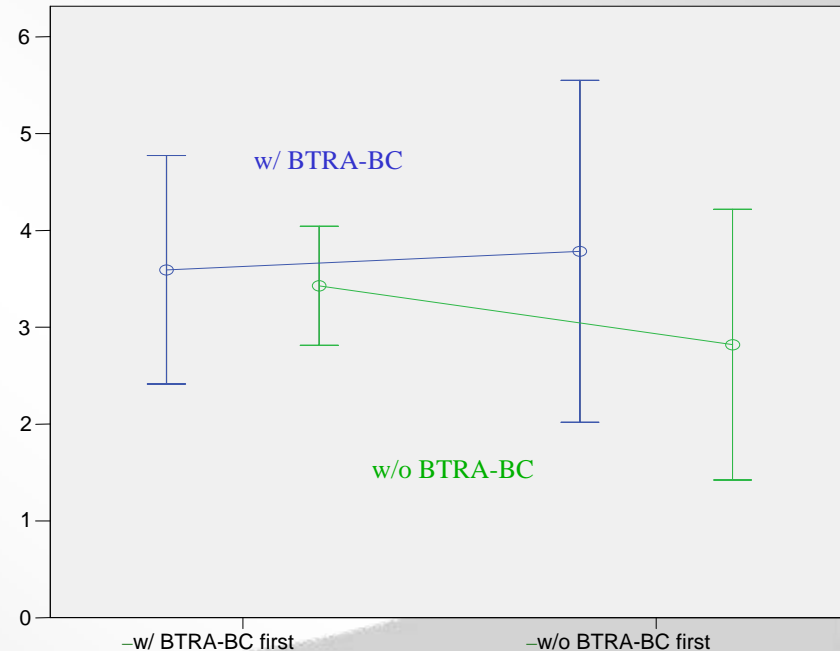 6
5
w/ BTRA-BC
4
3
2
w/o BTRA-BC
1
0
–w/ BTRA-BC first
–w/o BTRA-BC first